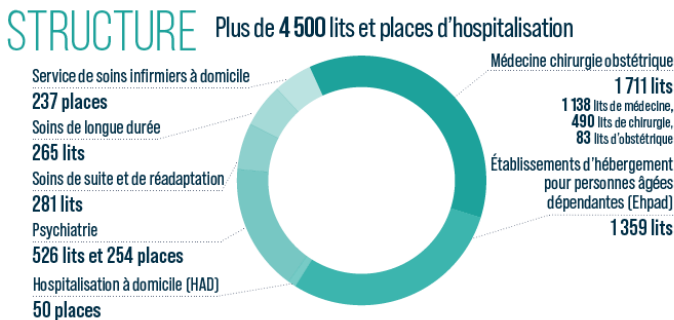 STRUCTURE Plus de 4 500 lits et places d'hospitalisation
Service de soins infirmiers à domicile
237 places
Soins de longue durée
265 lits
Soins de suite et de réadaptation
281 lits
Psychiatrie
526 lits et 254 places
Hospitalisation à domicile (HAD)
50 places
Médecine chirurgie obstétrique
1 711 lits
1 138 lits de médecine,
490 lits de chirurgie,
83 lits d'obstétrique
Établissements d'hébergement
pour personnes âgées
dépendantes (Ehpad)
1 359 lits